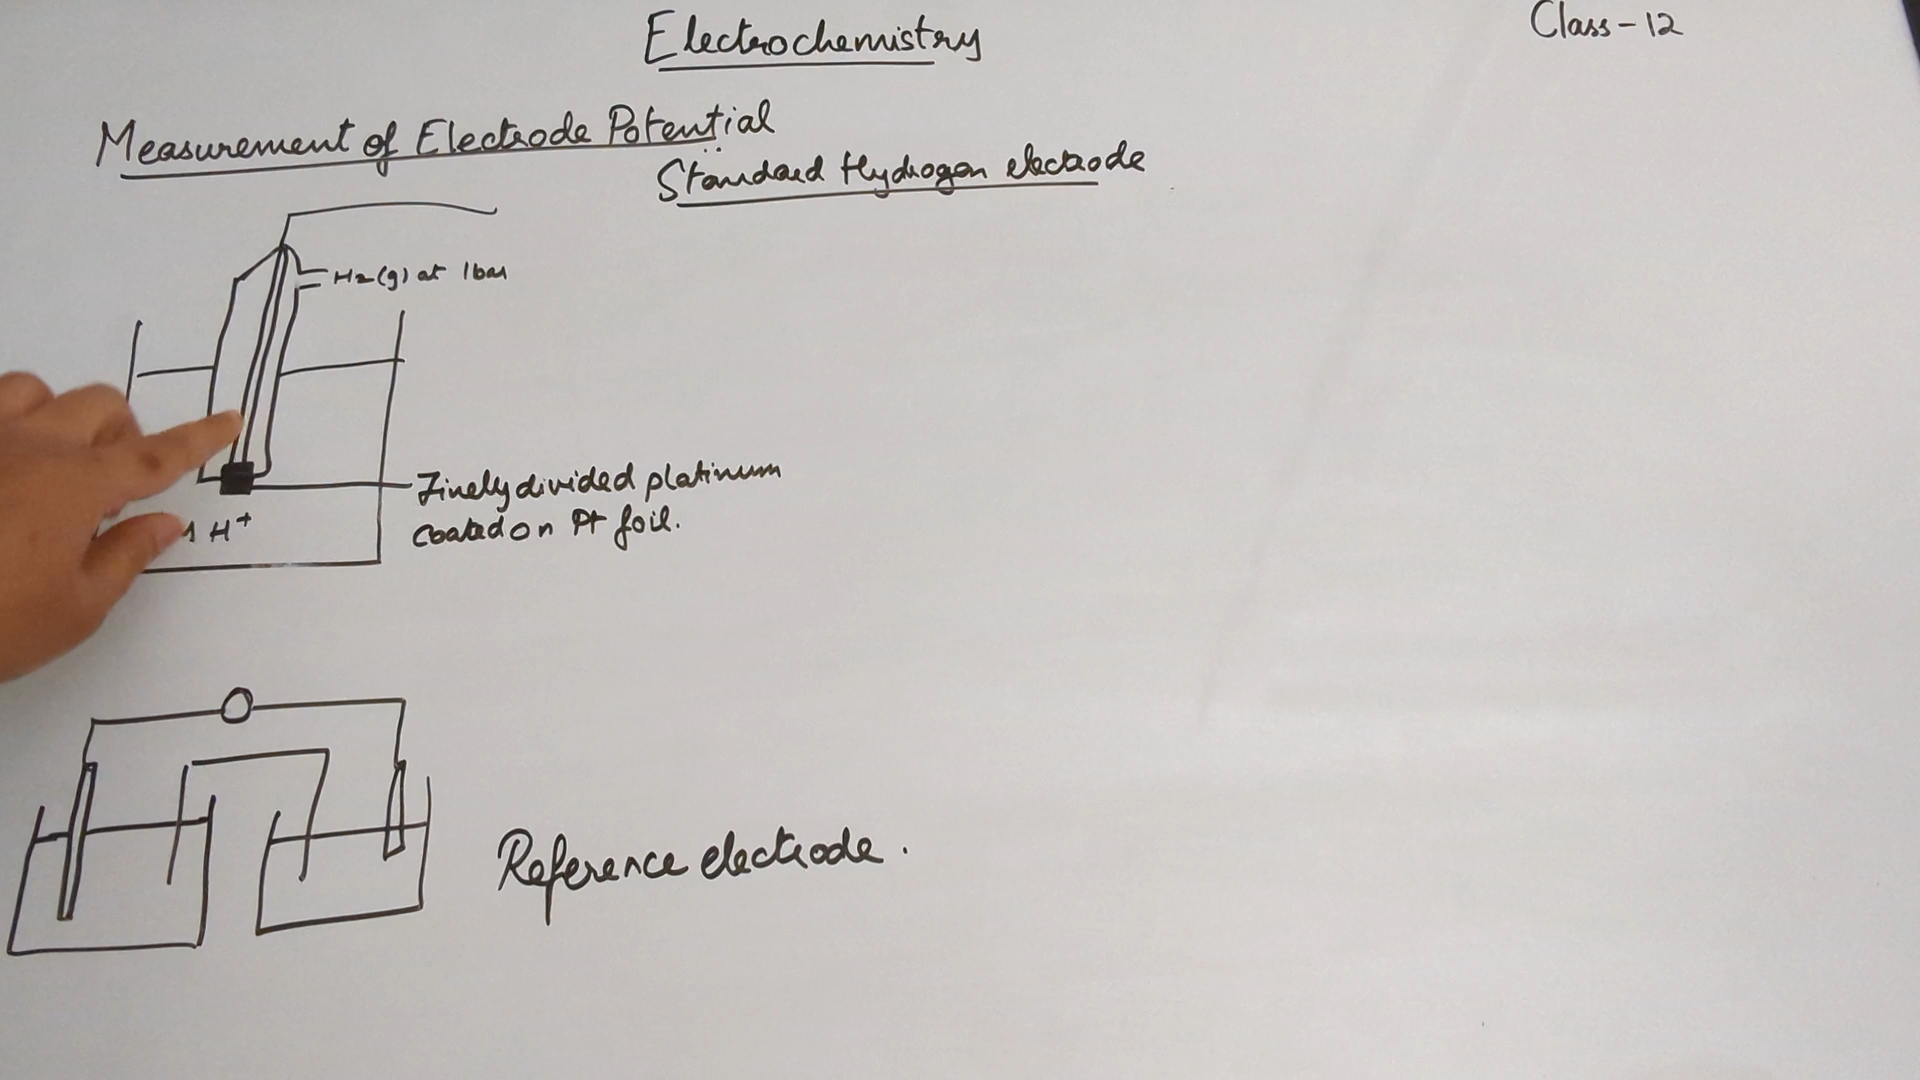 Electrochemistry
Class-12
Measurement of Electrode Potential
Standard Hydrogen electrode
H2(g) at 1bar
Finely divided platinum
coated on Pt foil.
H+
Reference electrode.